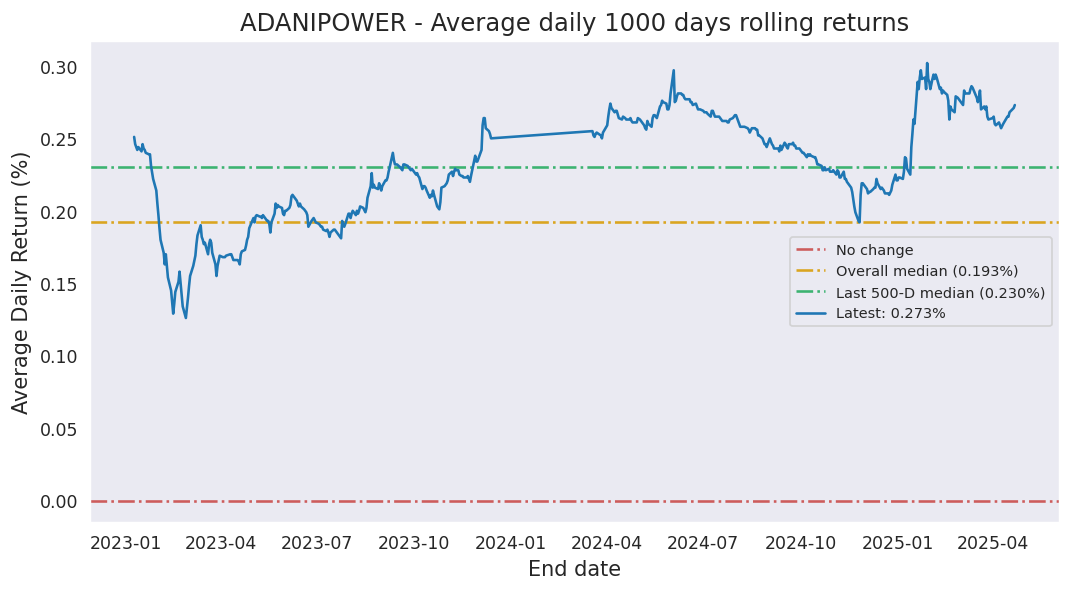 ADANIPOWER - Average daily 1000 days rolling returns
Average Daily Return (%)
0.30
0.25
0.20
0.15
0.10
0.05
0.00
No change
Overall median (0.193%)
Last 500-D median (0.230%)
Latest: 0.273%
2023-01 2023-04 2023-07 2023-10 2024-01 2024-04 2024-07 2024-10 2025-01 2025-04
End date